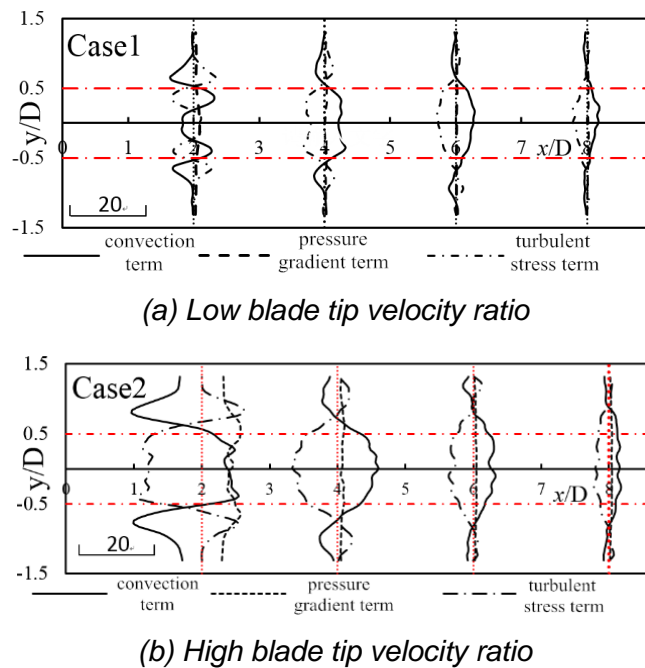 Case1
1.5
0.5
y/D
-0.5
-1.5
0 1 2 3 4 5 6 7 x/D 8
20
convection term
pressure gradient term
turbulent stress term
(a) Low blade tip velocity ratio
Case2
1.5
0.5
y/D
-0.5
-1.5
0 1 2 3 4 5 6 7 x/D 8
20
convection term
pressure gradient term
turbulent stress term
(b) High blade tip velocity ratio